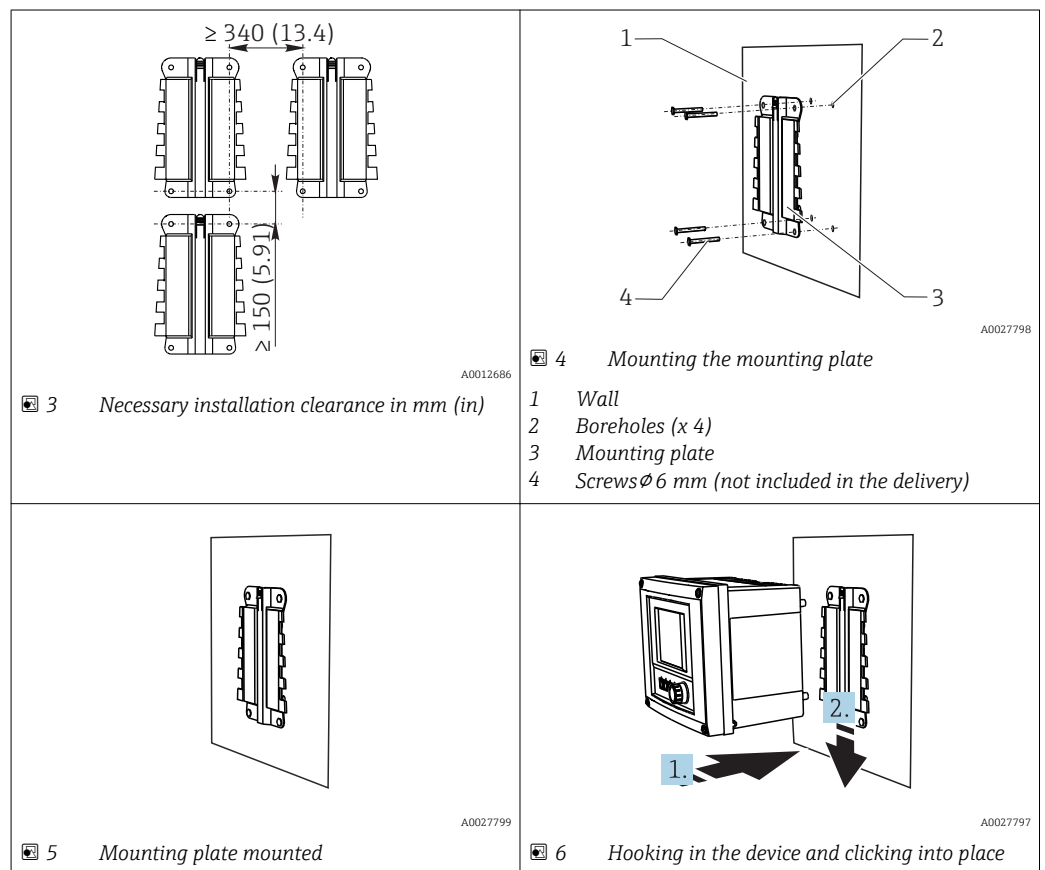 ≥ 340 (13.4)
≥ 150 (5.91)
A0012686
3 Necessary installation clearance in mm (in)
1
2
4
3
A0027798
4 Mounting the mounting plate
1 Wall
2 Boreholes (x 4)
3 Mounting plate
4 Screws Ø 6 mm (not included in the delivery)
A0027799
5 Mounting plate mounted
2.
1.
A0027797
6 Hooking in the device and clicking into place